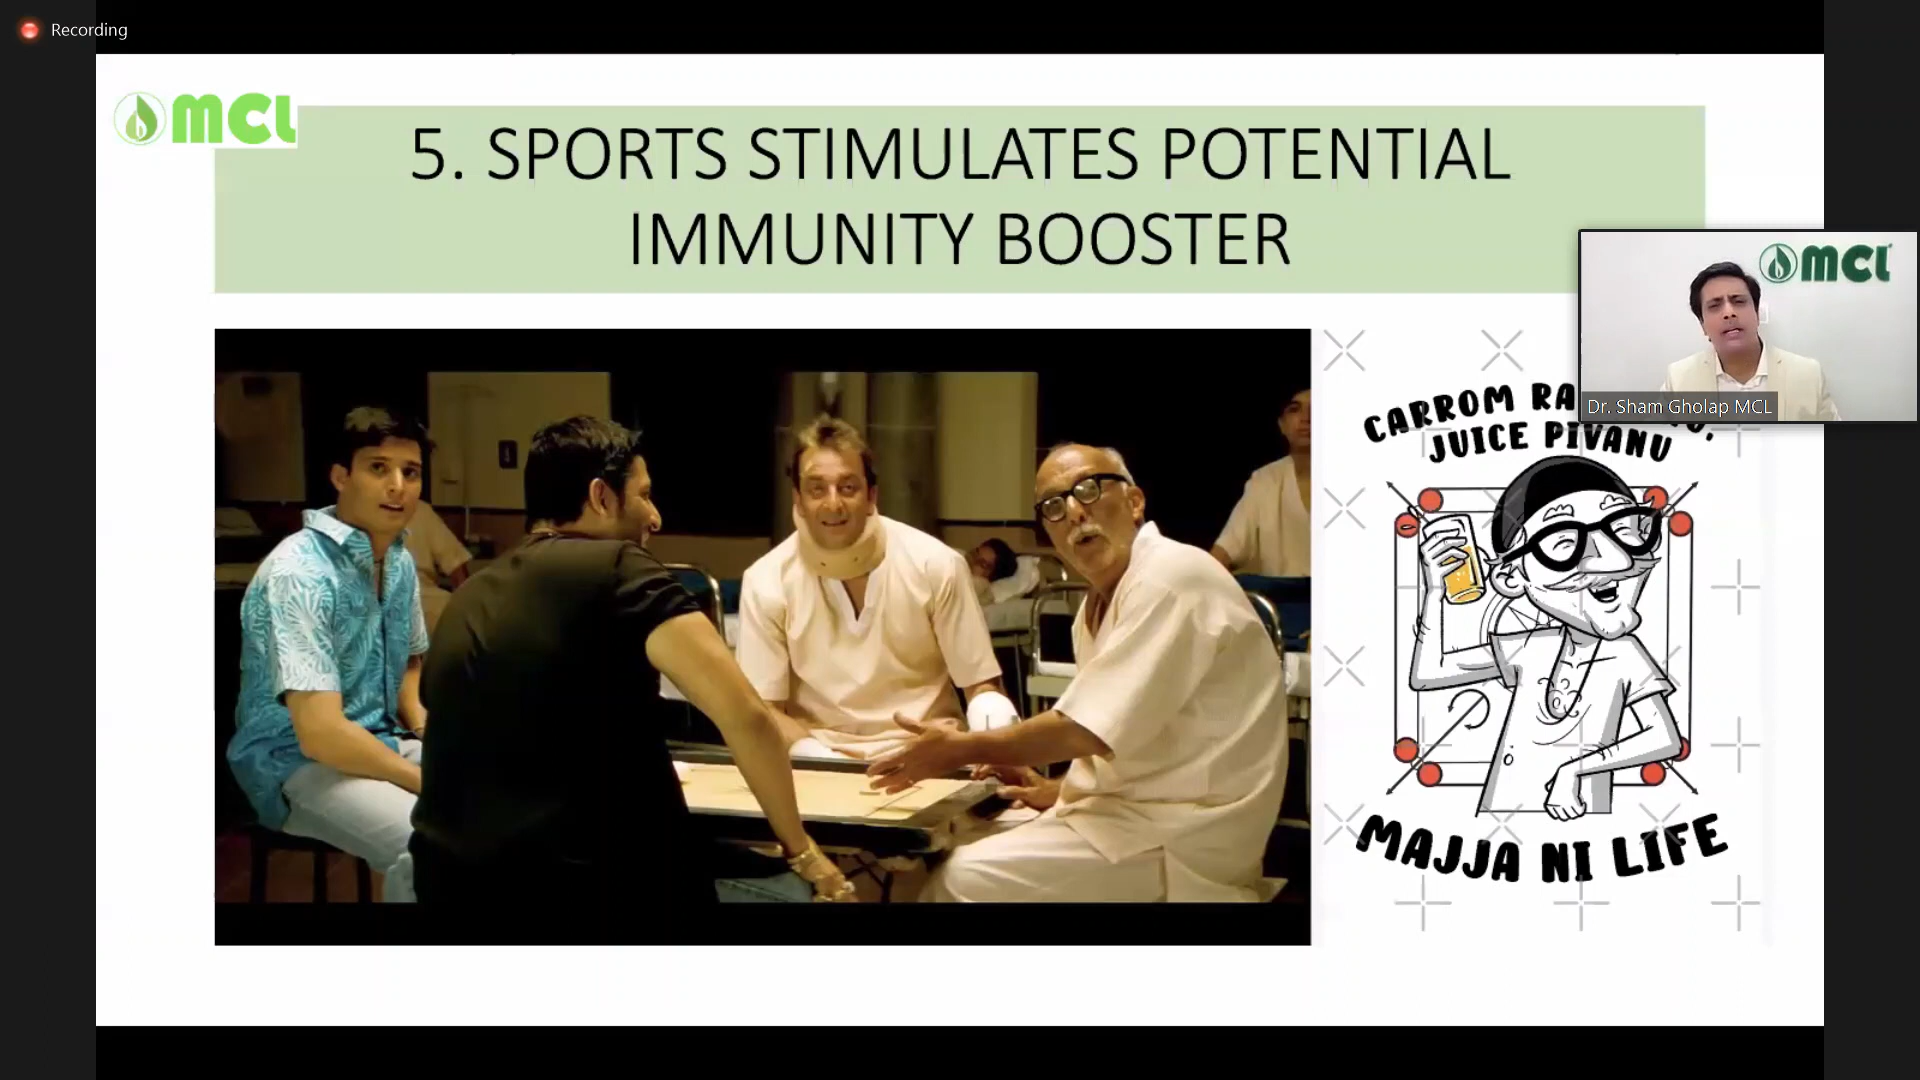 Recording
MCL
5. SPORTS STIMULATES POTENTIAL
IMMUNITY BOOSTER
MCL
Dr. Sham Gholap MCL
CARROM
JUICE PIVANU
MAJJA NI LIFE